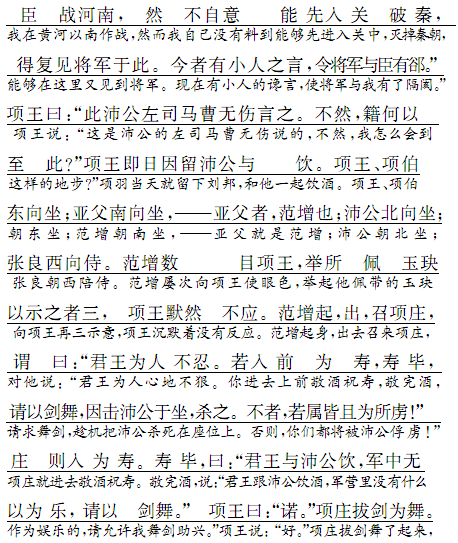 臣 战河南，然 不自意 能先入关 破秦，
我在黄河以南作战，然而我自己没有料到能够先进入关中，灭掉秦朝，
得复见将军于此。今者有小人之言，令将军与臣有郤。”
能够在这里又见到将军。现在有小人的谗言，使将军与我有了隔阂。”
项王曰：“此沛公左司马曹无伤言之。不然，籍何以
项王说：“这是沛公的左司马曹无伤说的，不然，我怎么会到
至 此？”项王即日因留沛公与 饮。项王、项伯
这样的地步？”项羽当天就留下刘邦，和他一起饮酒。项王、项伯
东向坐；亚父南向坐，——亚父者，范增也；沛公北向坐；
朝东坐；范增朝南坐，——亚父就是范增；沛公朝北坐；
张良西向侍。范增数 目项王，举所 佩 玉玦
张良朝西陪侍。范增屡次向项王使眼色，举起他佩带的玉玦
以示之者三，项王默然 不应。范增起，出，召项庄，
向项王再三示意，项王沉默着没有反应。范增起身，出去召来项庄，
谓 曰：“君王为人 不忍。若入 前 为 寿，寿 毕，
对他说：“君王为人心地不狠。你进去上前敬酒祝寿，敬完酒，
请以剑舞，因击沛公于坐，杀之。不者，若属皆且为所虏！”
请求舞剑，趁机把沛公杀死在座位上。否则，你们都将被沛公俘虏！”
庄 则入 为 寿。寿 毕，曰：“君王与沛公饮，军中无
项庄就进去敬酒祝寿。敬完酒，说：“君王跟沛公饮酒，军营里没有什么
以为乐，请以 剑舞。” 项王曰：“诺。”项庄拔剑为舞。
作为娱乐的，请允许我舞剑助兴。”项王说：“好。”项庄拔剑舞了起来，